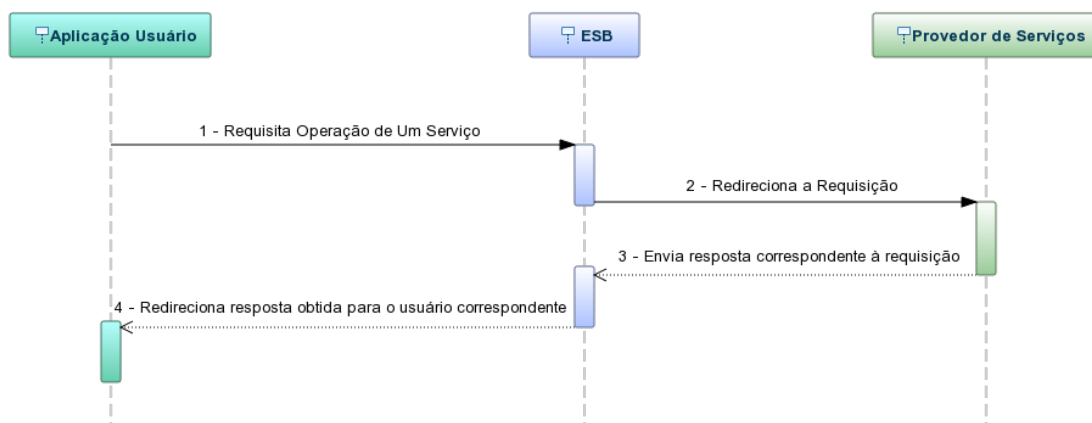 Aplicação Usuário
ESB
Provedor de Serviços
1 - Requisita Operação de Um Serviço
2 - Redireciona a Requisição
3 - Envia resposta correspondente à requisição
4 - Redireciona resposta obtida para o usuário correspondente